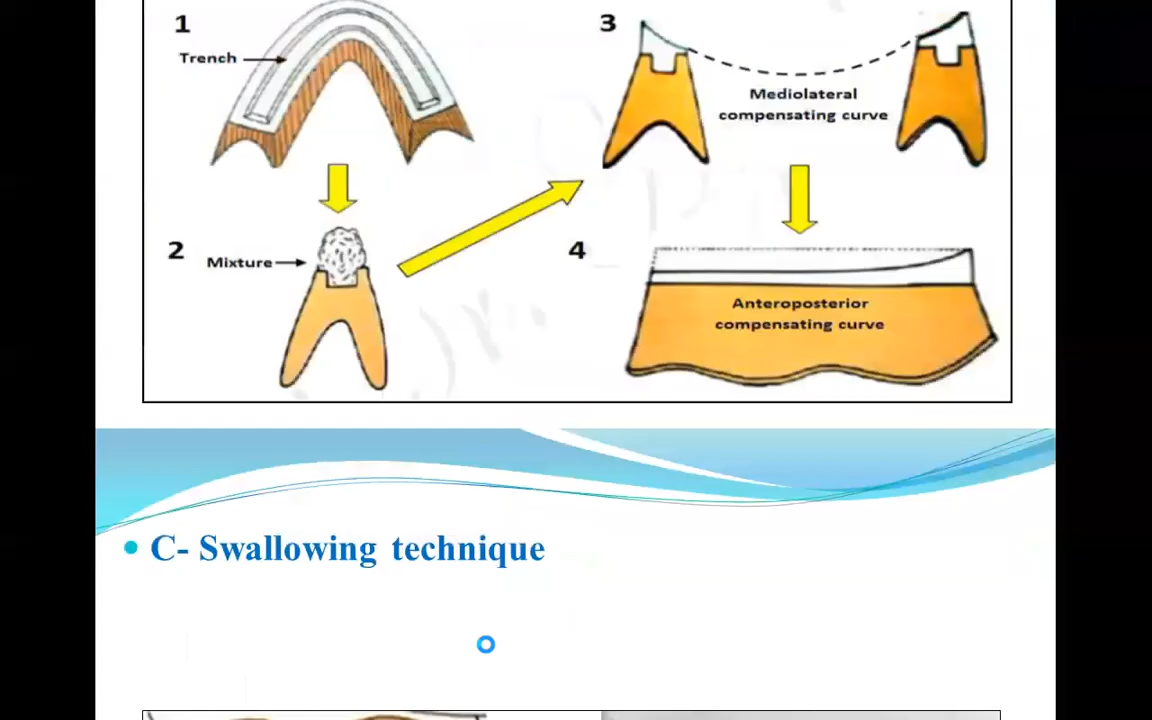 1
Trench
3
Mediolateral
compensating curve
2
Mixture
4
Anteroposterior
compensating curve
• C- Swallowing technique